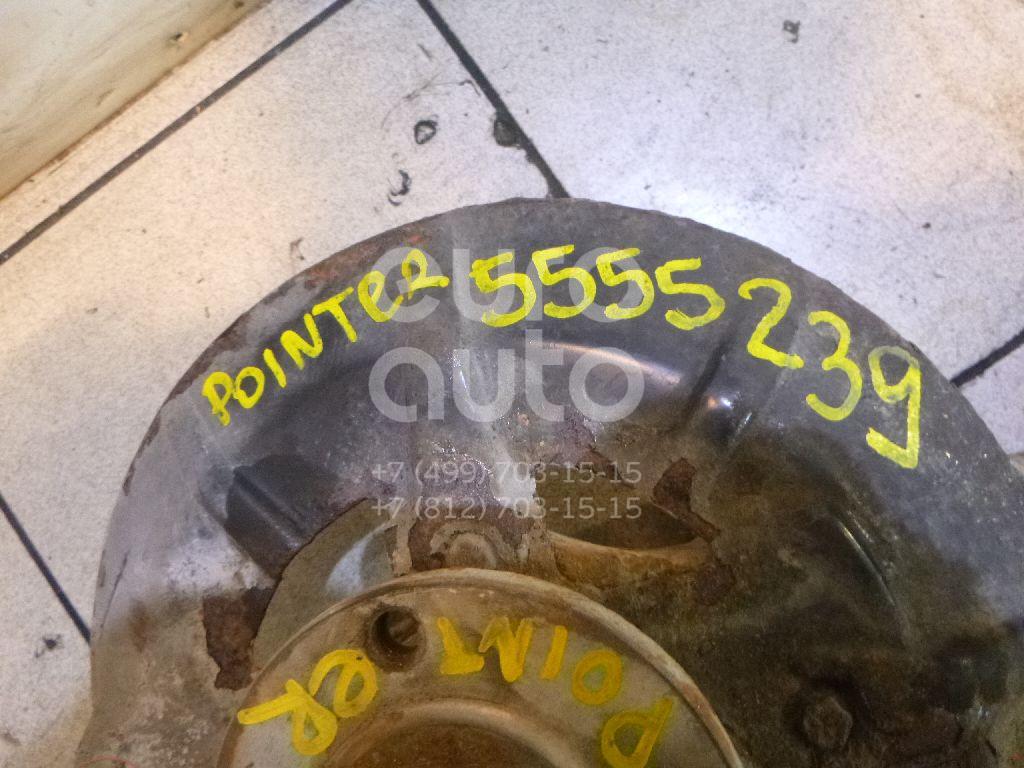 POINTER 5555239
euro
auto
+7 (499) 703-15-15
+7 (812) 703-15-15
POINTER